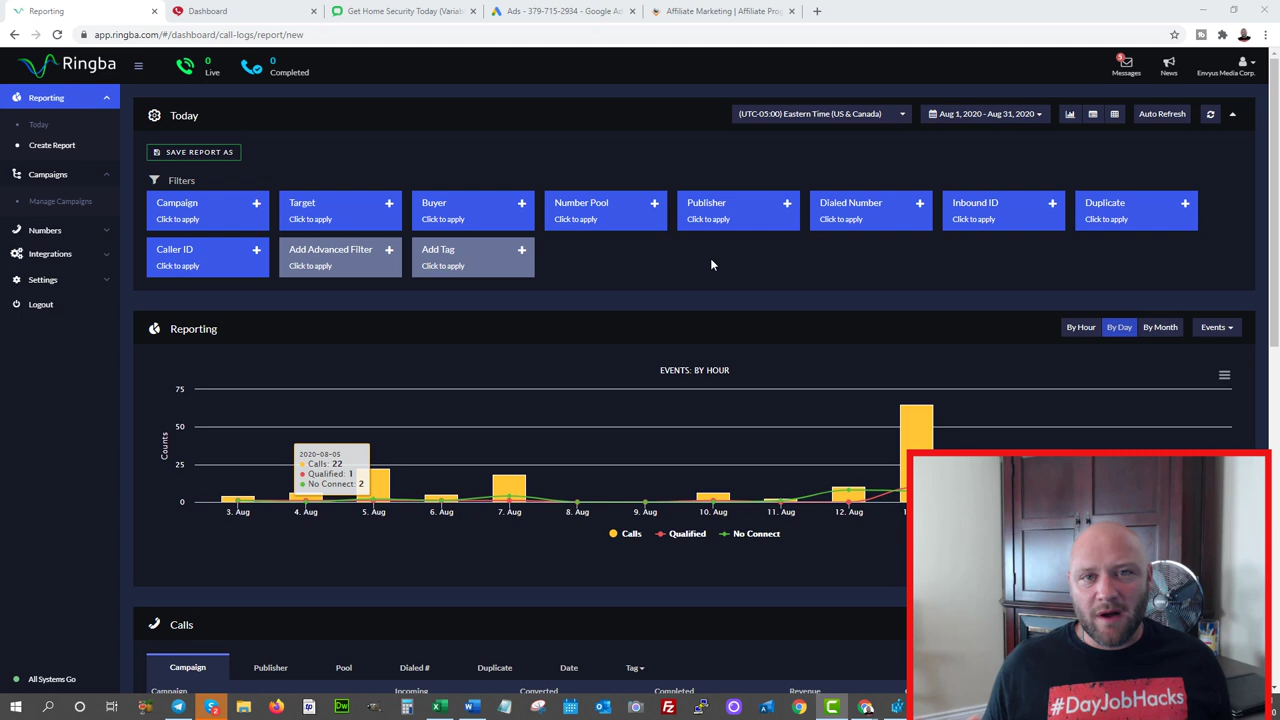 Reporting
Dashboard
Get Home Security Today (Variab
Ads - 379-715-2934 - Google Ad
Affiliate Marketing | Affiliate Prog
app.ringba.com/#/dashboard/call-logs/report/new
Ringba
0
Live
0
Completed
5
Messages
News
Envyus Media Corp.
Reporting
Today
Create Report
Campaigns
Manage Campaigns
Numbers
Integrations
Settings
Logout
All Systems Go
Today
(UTC-05:00) Eastern Time (US & Canada)
Aug 1, 2020 - Aug 31, 2020
Auto Refresh
SAVE REPORT AS
Filters
Campaign
Click to apply
Target
Click to apply
Buyer
Click to apply
Number Pool
Click to apply
Publisher
Click to apply
Dialed Number
Click to apply
Inbound ID
Click to apply
Duplicate
Click to apply
Caller ID
Click to apply
Add Advanced Filter
Click to apply
Add Tag
Click to apply
Reporting
By Hour
By Day
By Month
Events
EVENTS: BY HOUR
75
50
25
0
Counts
2020-08-05
Calls: 22
Qualified: 1
No Connect: 2
3. Aug
4. Aug
5. Aug
6. Aug
7. Aug
8. Aug
9. Aug
10. Aug
11. Aug
12. Aug
Calls
Qualified
No Connect
Calls
Campaign
Publisher
Pool
Dialed #
Duplicate
Date
Tag
Campaign
Incoming
Converted
Completed
Revenue
#DayJobHacks